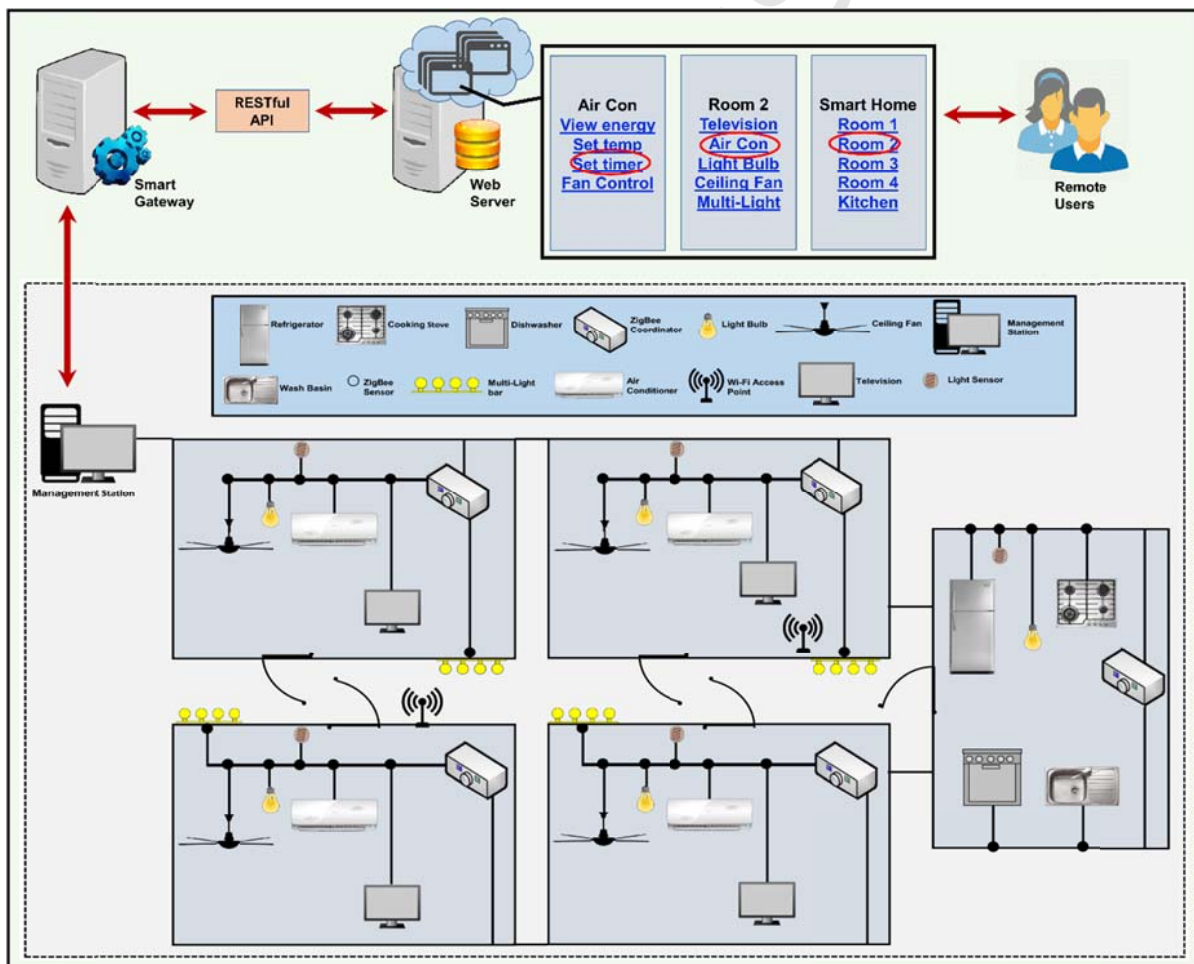 RESTful
API
Smart
Gateway
Web
Server
Air Con
View energy
Set temp
Set timer
Fan Control
Room 2
Television
Air Con
Light Bulb
Ceiling Fan
Multi-Light
Smart Home
Room 1
Room 2
Room 3
Room 4
Kitchen
Remote
Users
Refrigerator
Cooking Stove
Dishwasher
ZigBee
Coordinator
Light Bulb
Ceiling Fan
Management
Station
Wash Basin
ZigBee
Sensor
Multi-Light
bar
Air
Conditioner
Wi-Fi Access
Point
Television
Light Sensor
Management Station